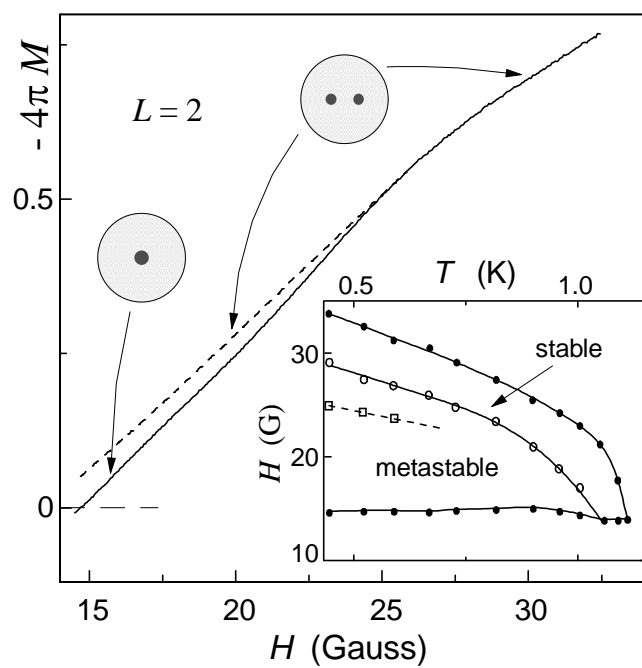 - 4π M
L = 2
0.5
0
15
20
25
30
H (Gauss)
T (K)
0.5
1.0
H (G)
30
20
10
stable
metastable